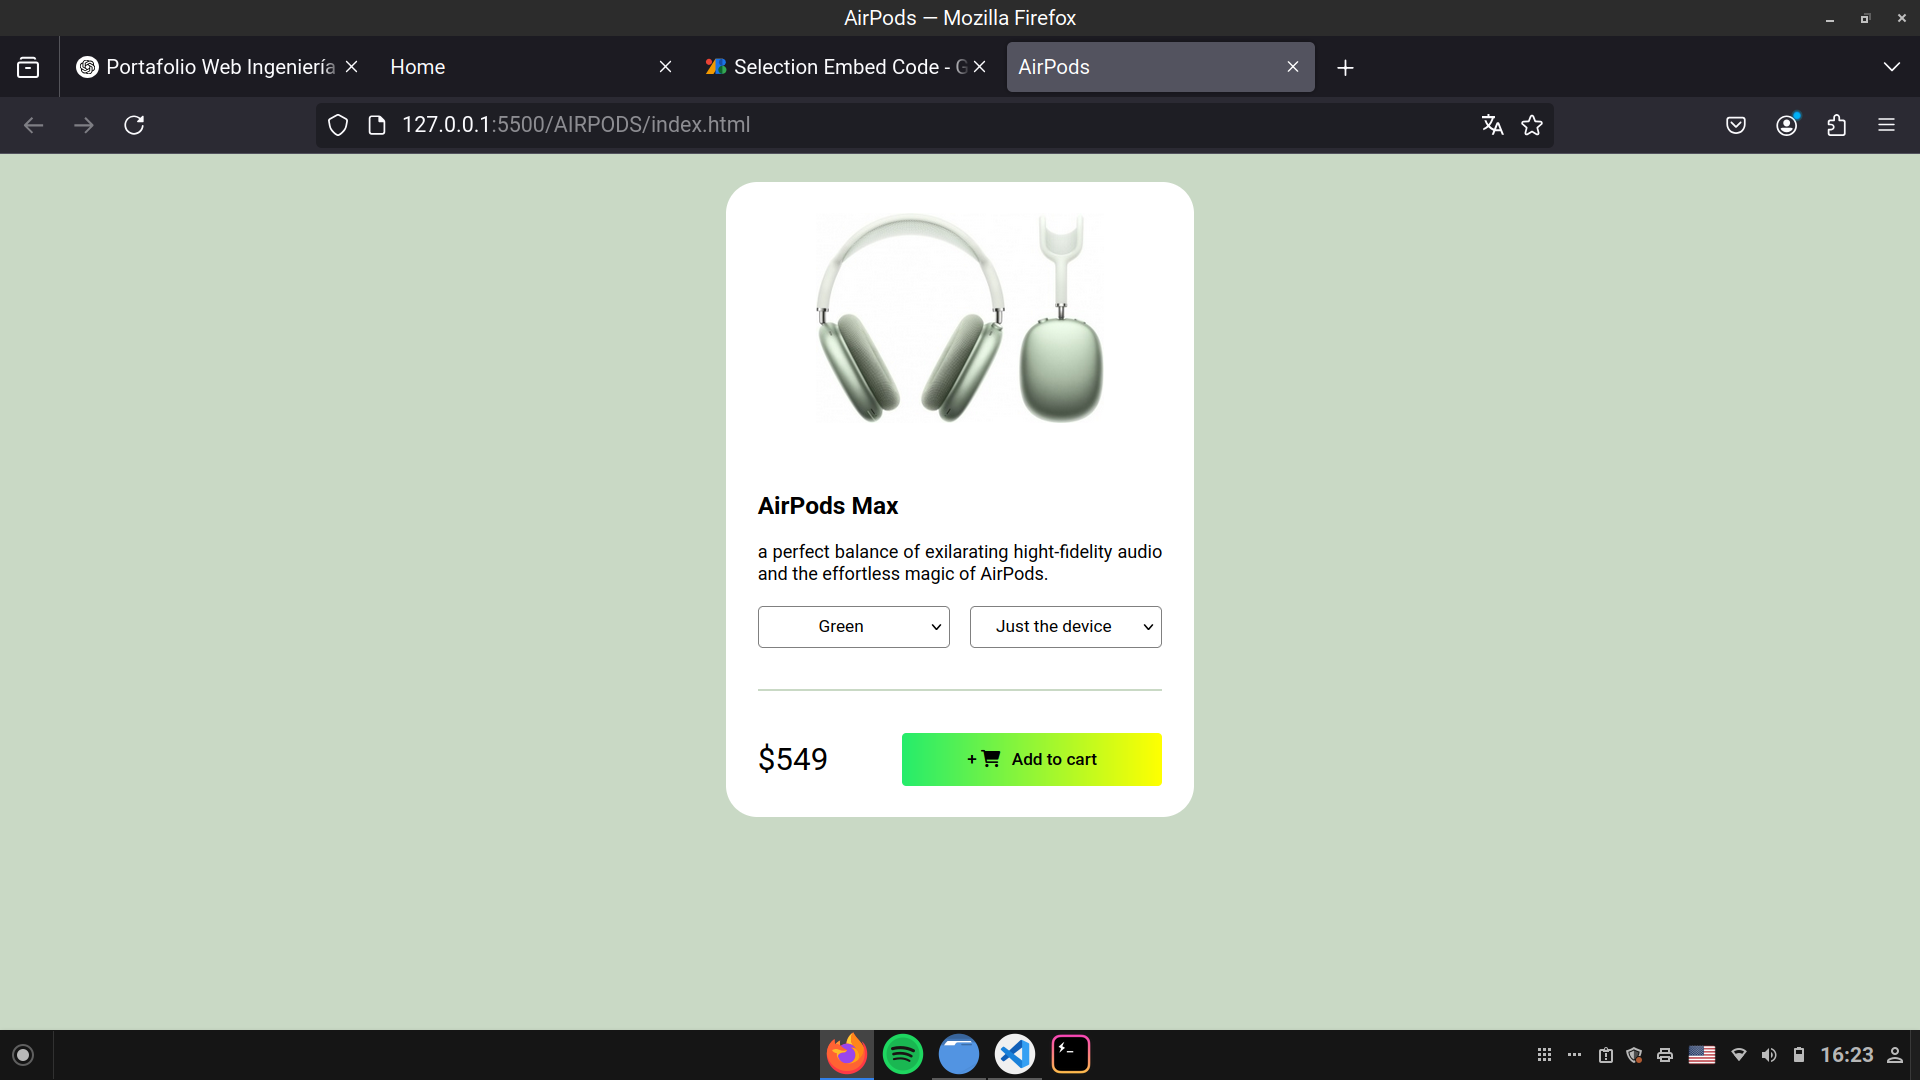 AirPods — Mozilla Firefox
Portafolio Web Ingeniería
Home
Selection Embed Code - G
AirPods
127.0.0.1:5500/AIRPODS/index.html
AirPods Max
a perfect balance of exilarating hight-fidelity audio
and the effortless magic of AirPods.
Green
Just the device
$549
+ Add to cart
16:23